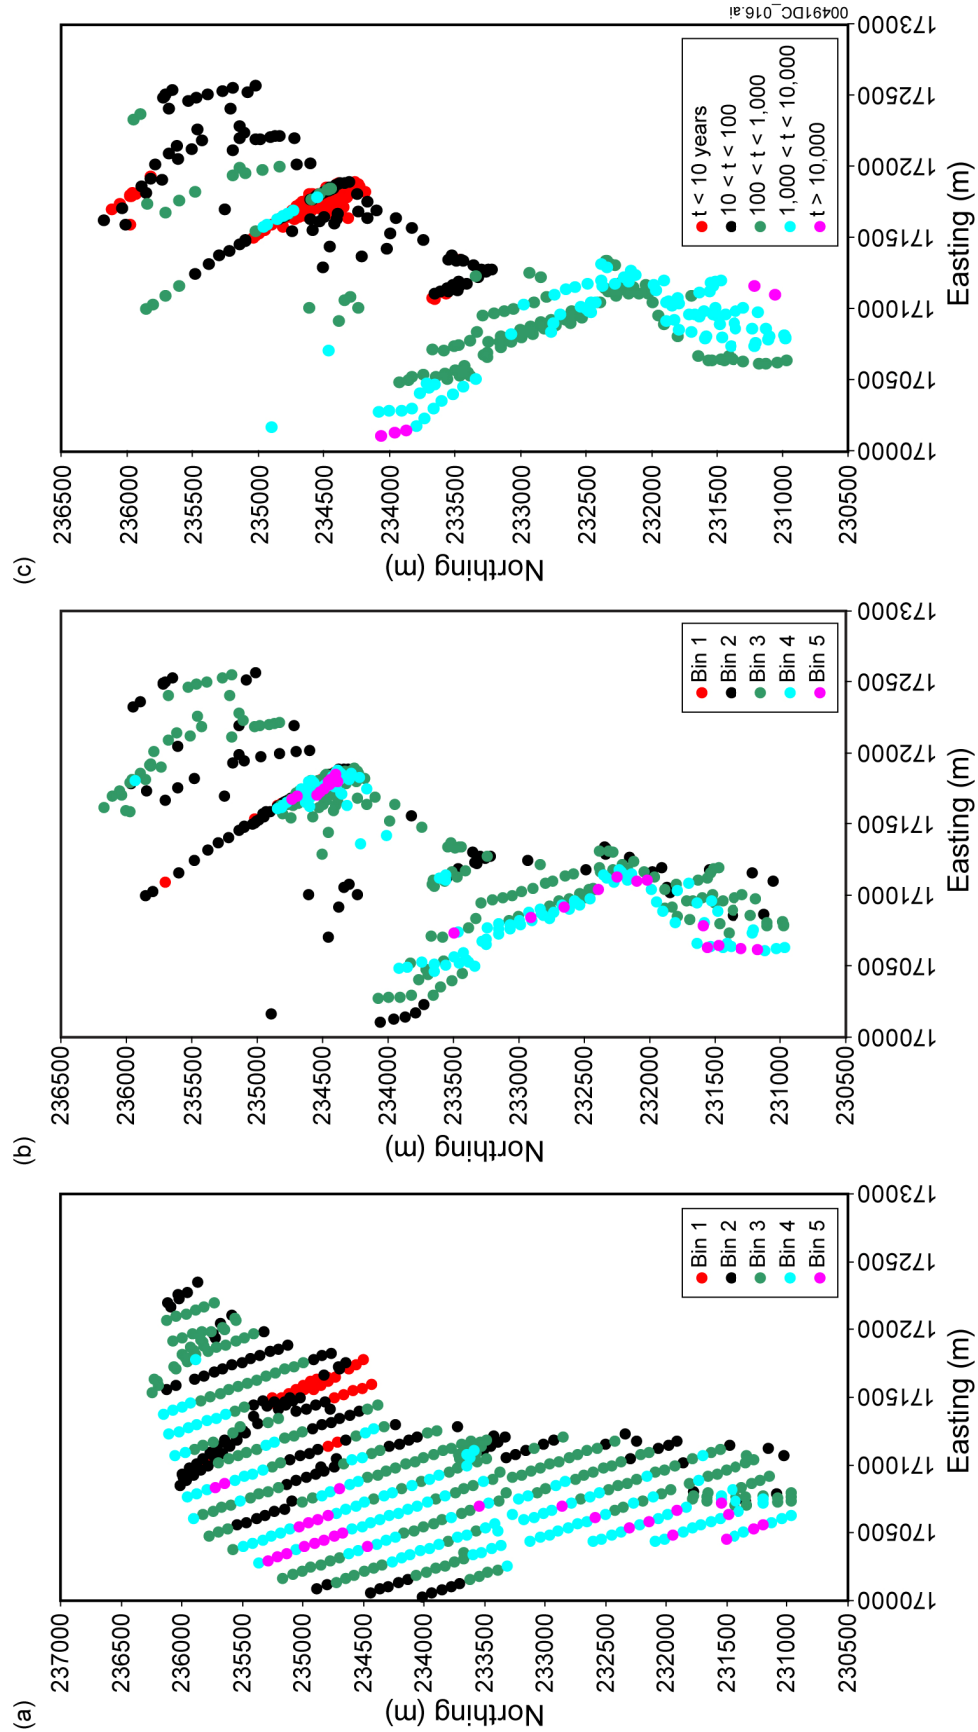 (a)
Northing (m)
237000
236500
236000
235500
235000
234500
234000
233500
233000
232500
232000
231500
231000
230500
170000
170500
171000
171500
172000
172500
173000
Easting (m)
Bin 1
Bin 2
Bin 3
Bin 4
Bin 5
(b)
Northing (m)
236500
236000
235500
235000
234500
234000
233500
233000
232500
232000
231500
231000
230500
170000
170500
171000
171500
172000
172500
173000
Easting (m)
Bin 1
Bin 2
Bin 3
Bin 4
Bin 5
(c)
Northing (m)
236500
236000
235500
235000
234500
234000
233500
233000
232500
232000
231500
231000
230500
170000
170500
171000
171500
172000
172500
173000
Easting (m)
t < 10 years
10 < t < 100
100 < t < 1,000
1,000 < t < 10,000
t > 10,000
00491DC_016.ai